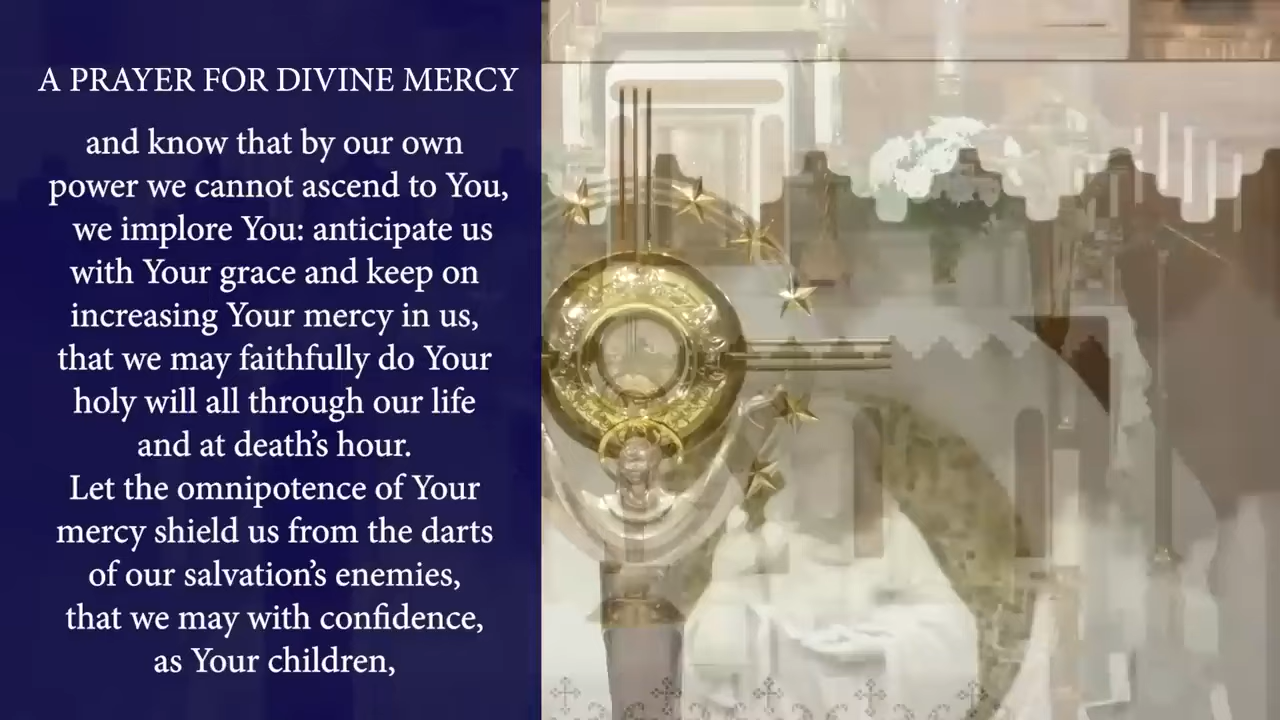 A PRAYER FOR DIVINE MERCY
and know that by our own
power we cannot ascend to You,
we implore You: anticipate us
with Your grace and keep on
increasing Your mercy in us,
that we may faithfully do Your
holy will all through our life
and at death’s hour.
Let the omnipotence of Your
mercy shield us from the darts
of our salvation’s enemies,
that we may with confidence,
as Your children,